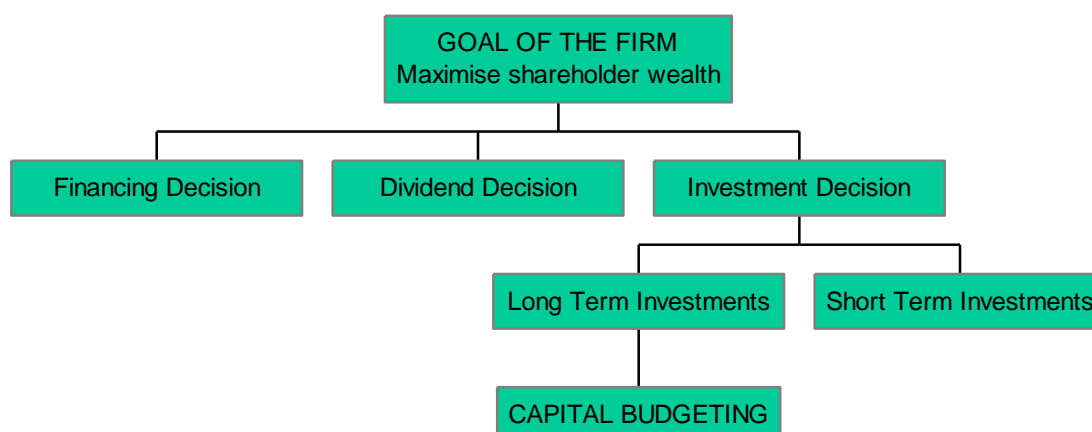 GOAL OF THE FIRM
Maximise shareholder wealth
Financing Decision
Dividend Decision
Investment Decision
Long Term Investments
Short Term Investments
CAPITAL BUDGETING